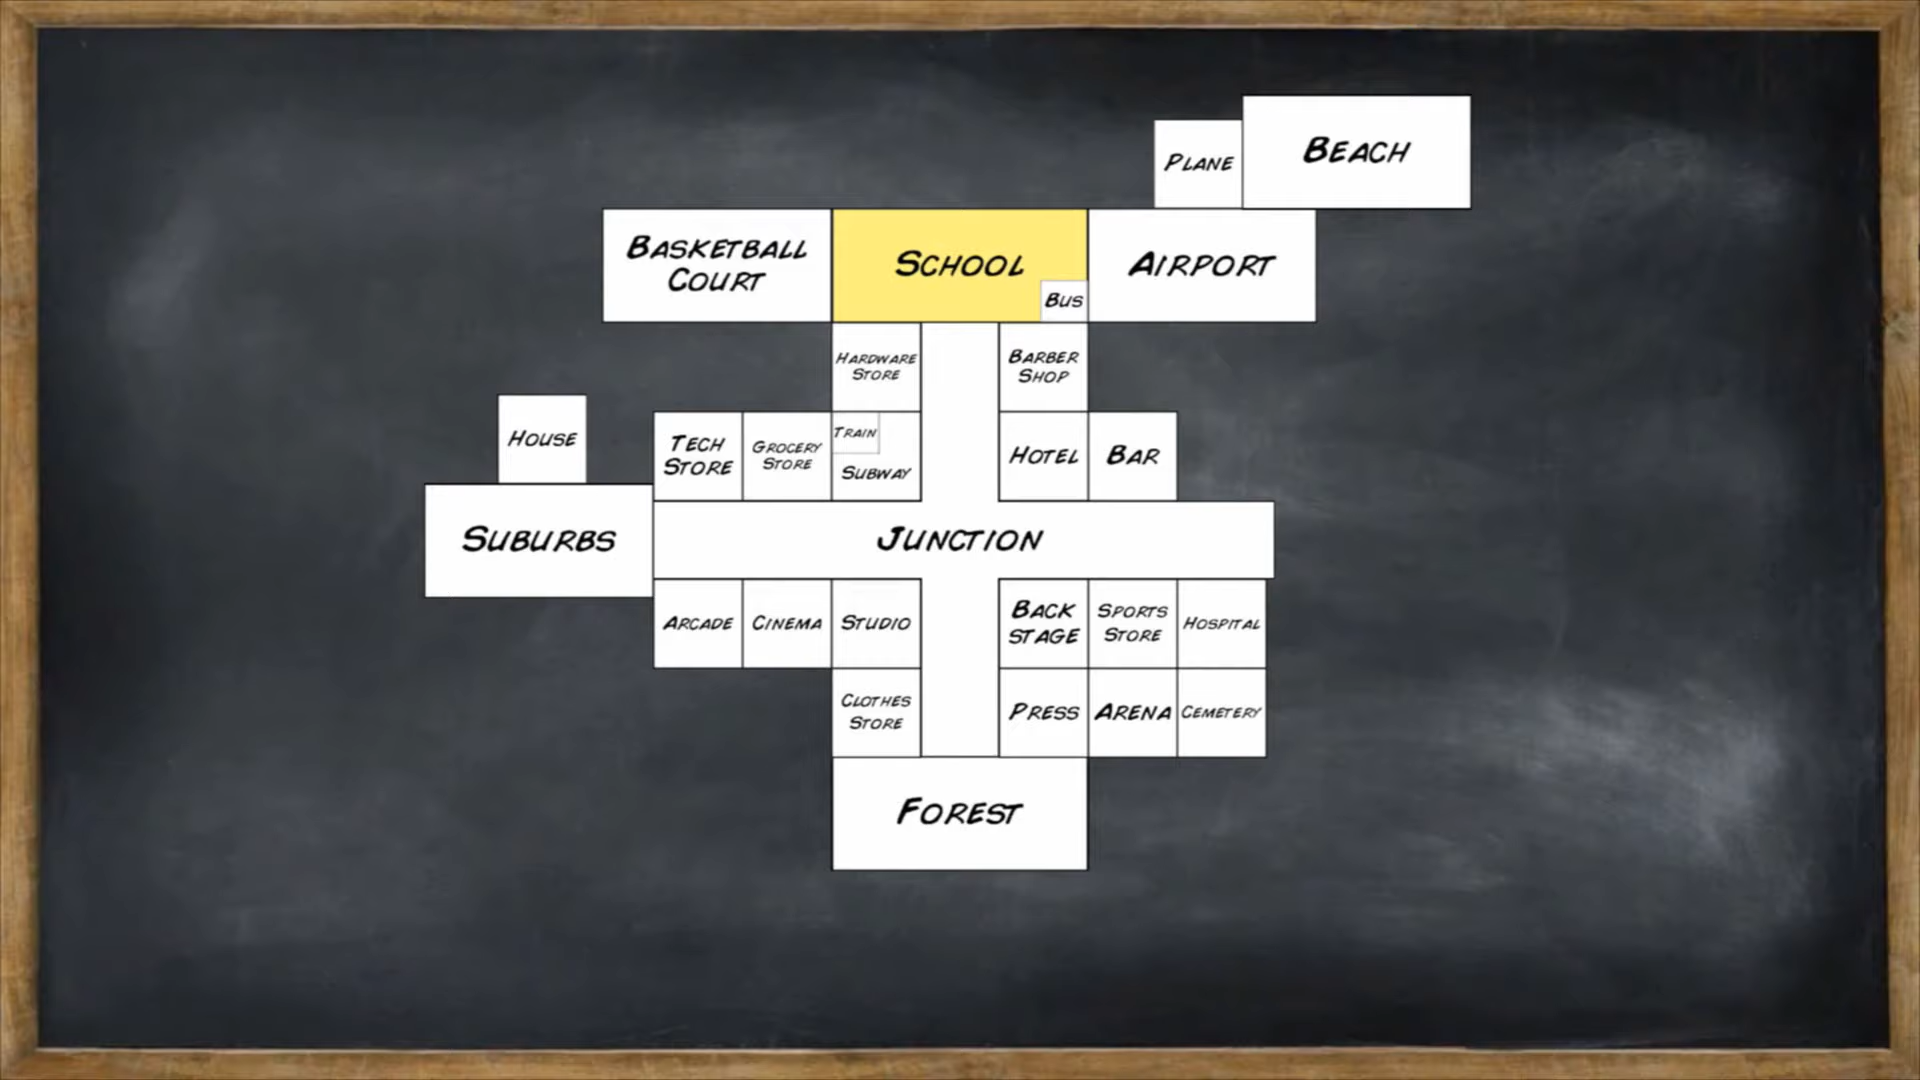 BEACH
PLANE
BASKETBALL
COURT
SCHOOL
BUS
AIRPORT
HARDWARE
STORE
BARBER
SHOP
HOUSE
TECH
STORE
GROCERY
STORE
TRAIN
SUBWAY
HOTEL
BAR
SUBURBS
JUNCTION
ARCADE
CINEMA
STUDIO
BACK
STAGE
SPORTS
STORE
HOSPITAL
CLOTHES
STORE
PRESS
ARENA
CEMETERY
FOREST